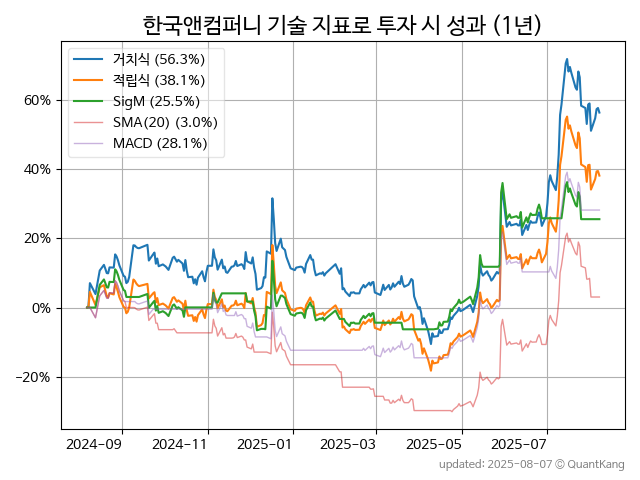 한국앤컴퍼니 기술 지표로 투자 시 성과 (1년)
거치식 (56.3%)
적립식 (38.1%)
SigM (25.5%)
SMA(20) (3.0%)
MACD (28.1%)
60%
40%
20%
0%
−20%
2024-09 2024-11 2025-01 2025-03 2025-05 2025-07
updated: 2025-08-07 © QuantKang